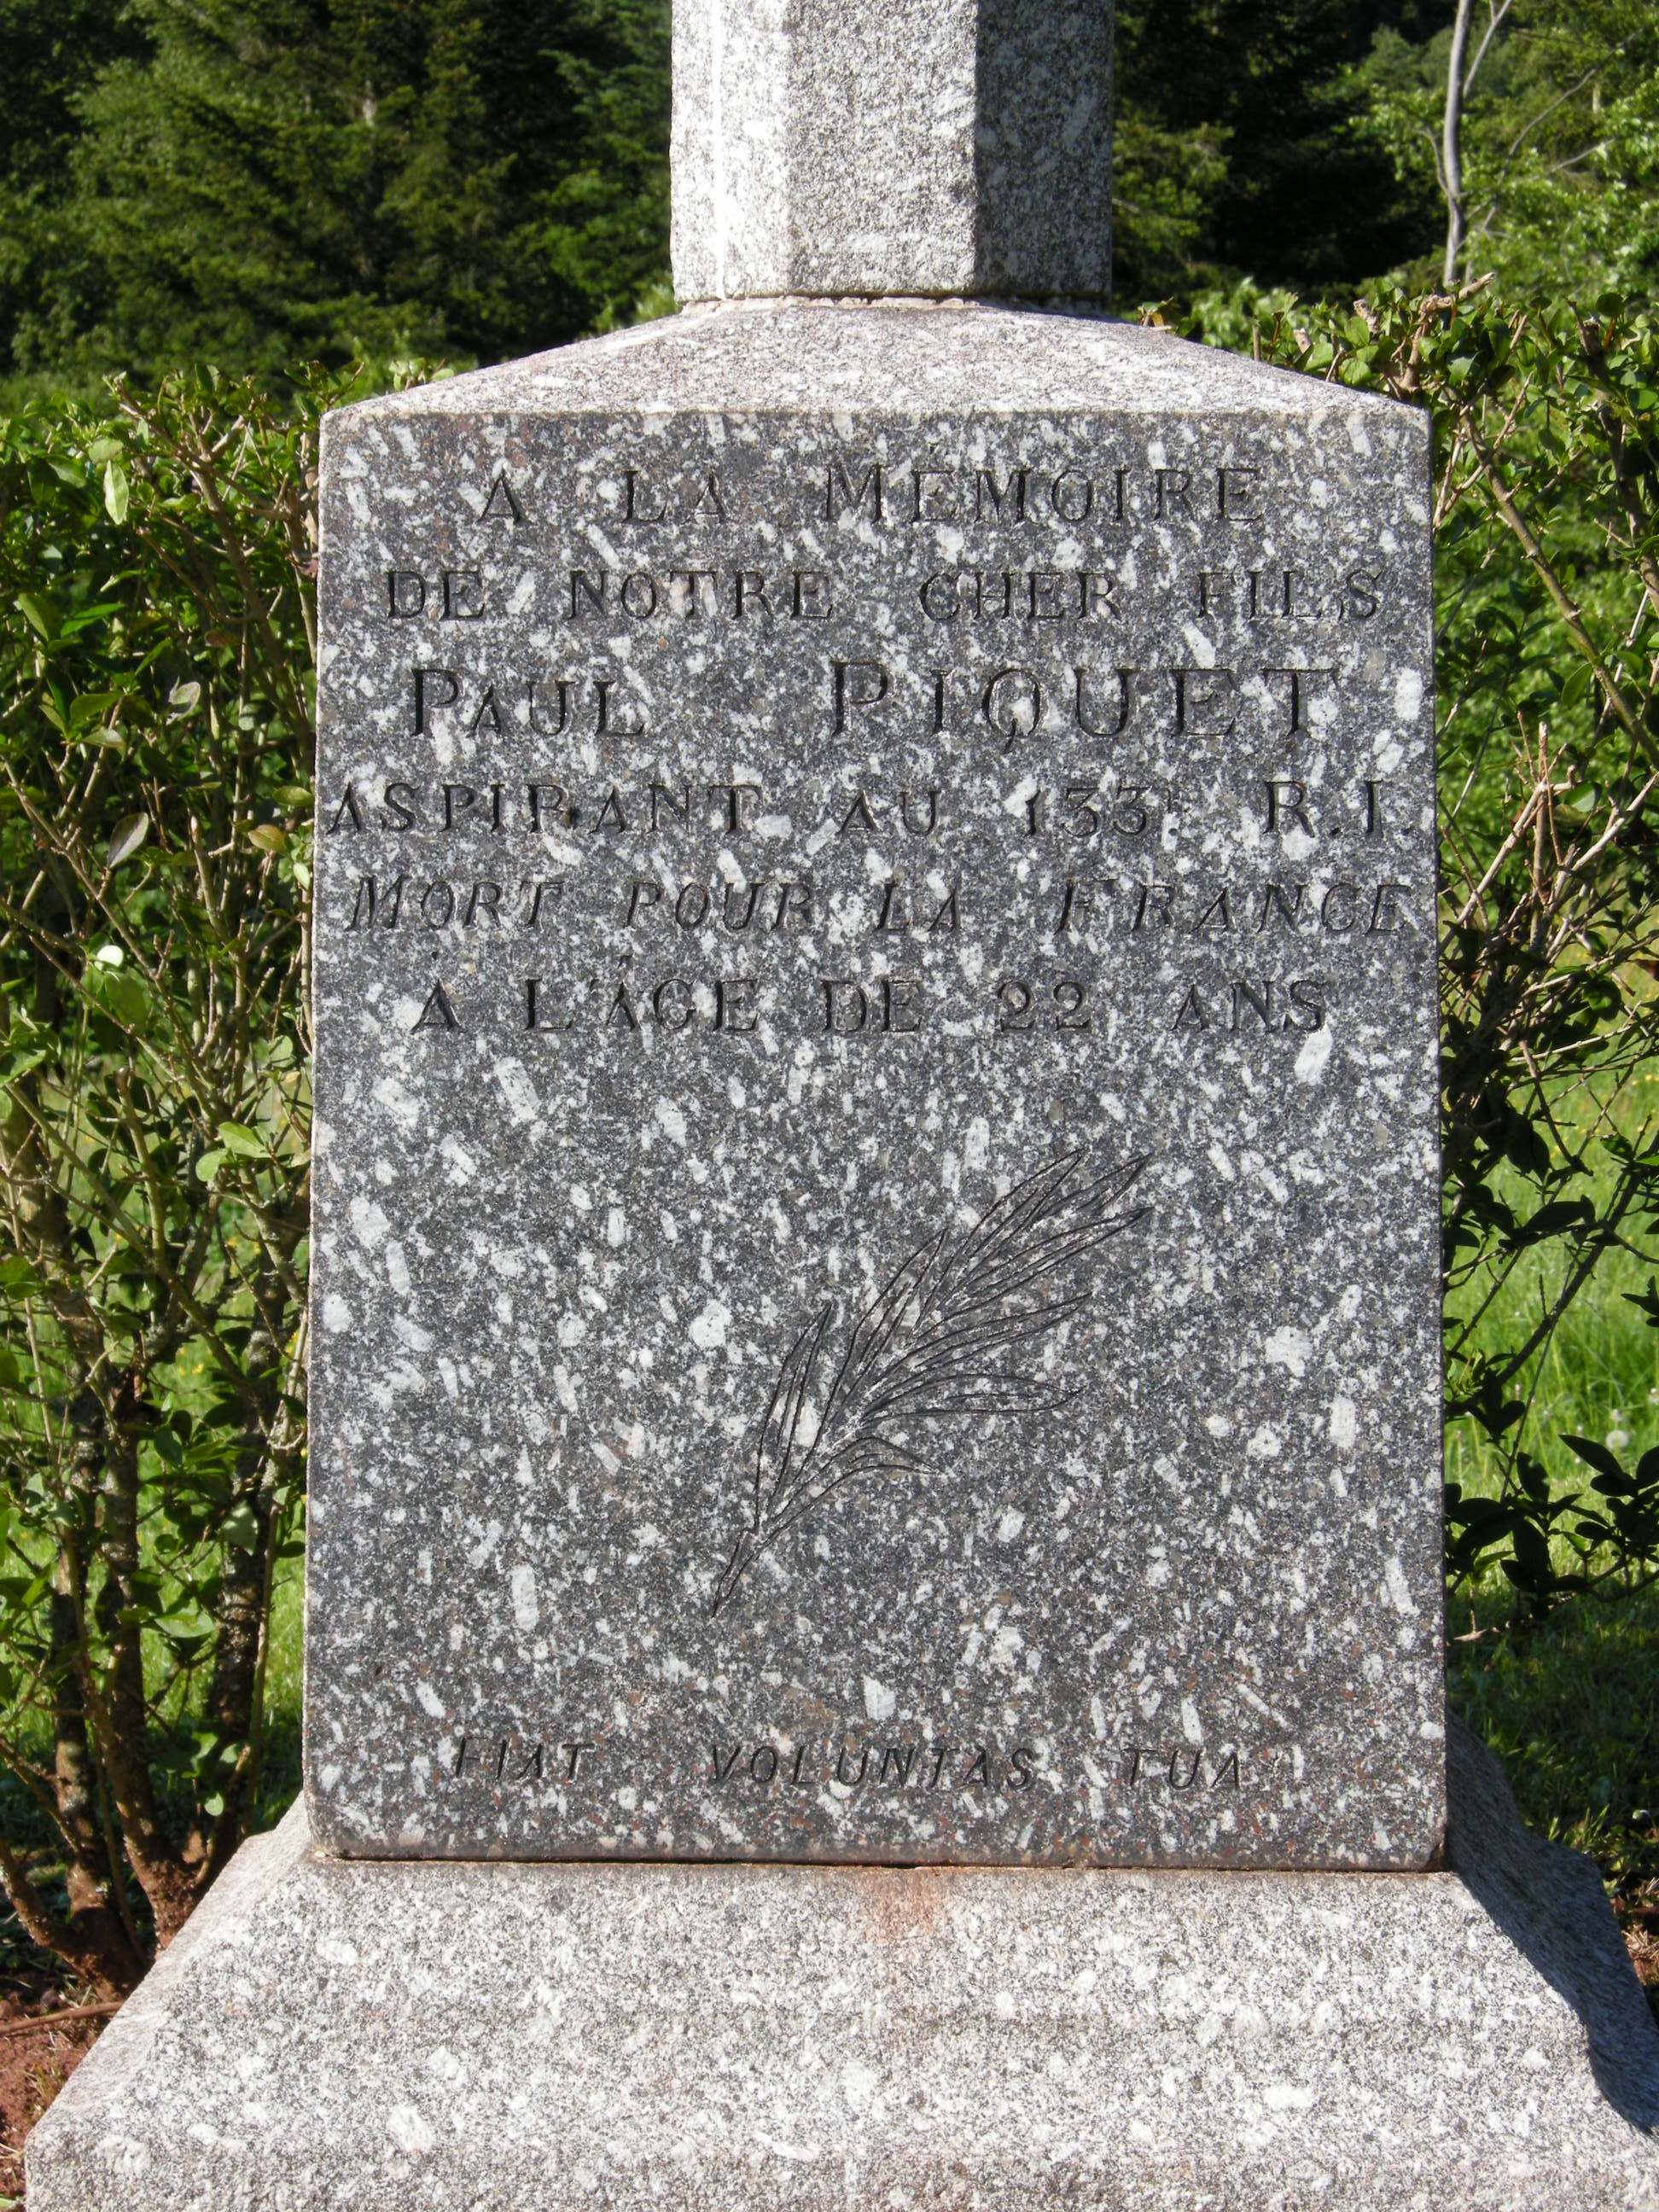 A LA MÉMOIRE
DE NOTRE CHER FILS
PAUL PIQUET
ASPIRANT AU 133E R.I.
MORT POUR LA FRANCE
A L'ÂGE DE 22 ANS
FIAT VOLUNTAS TUA